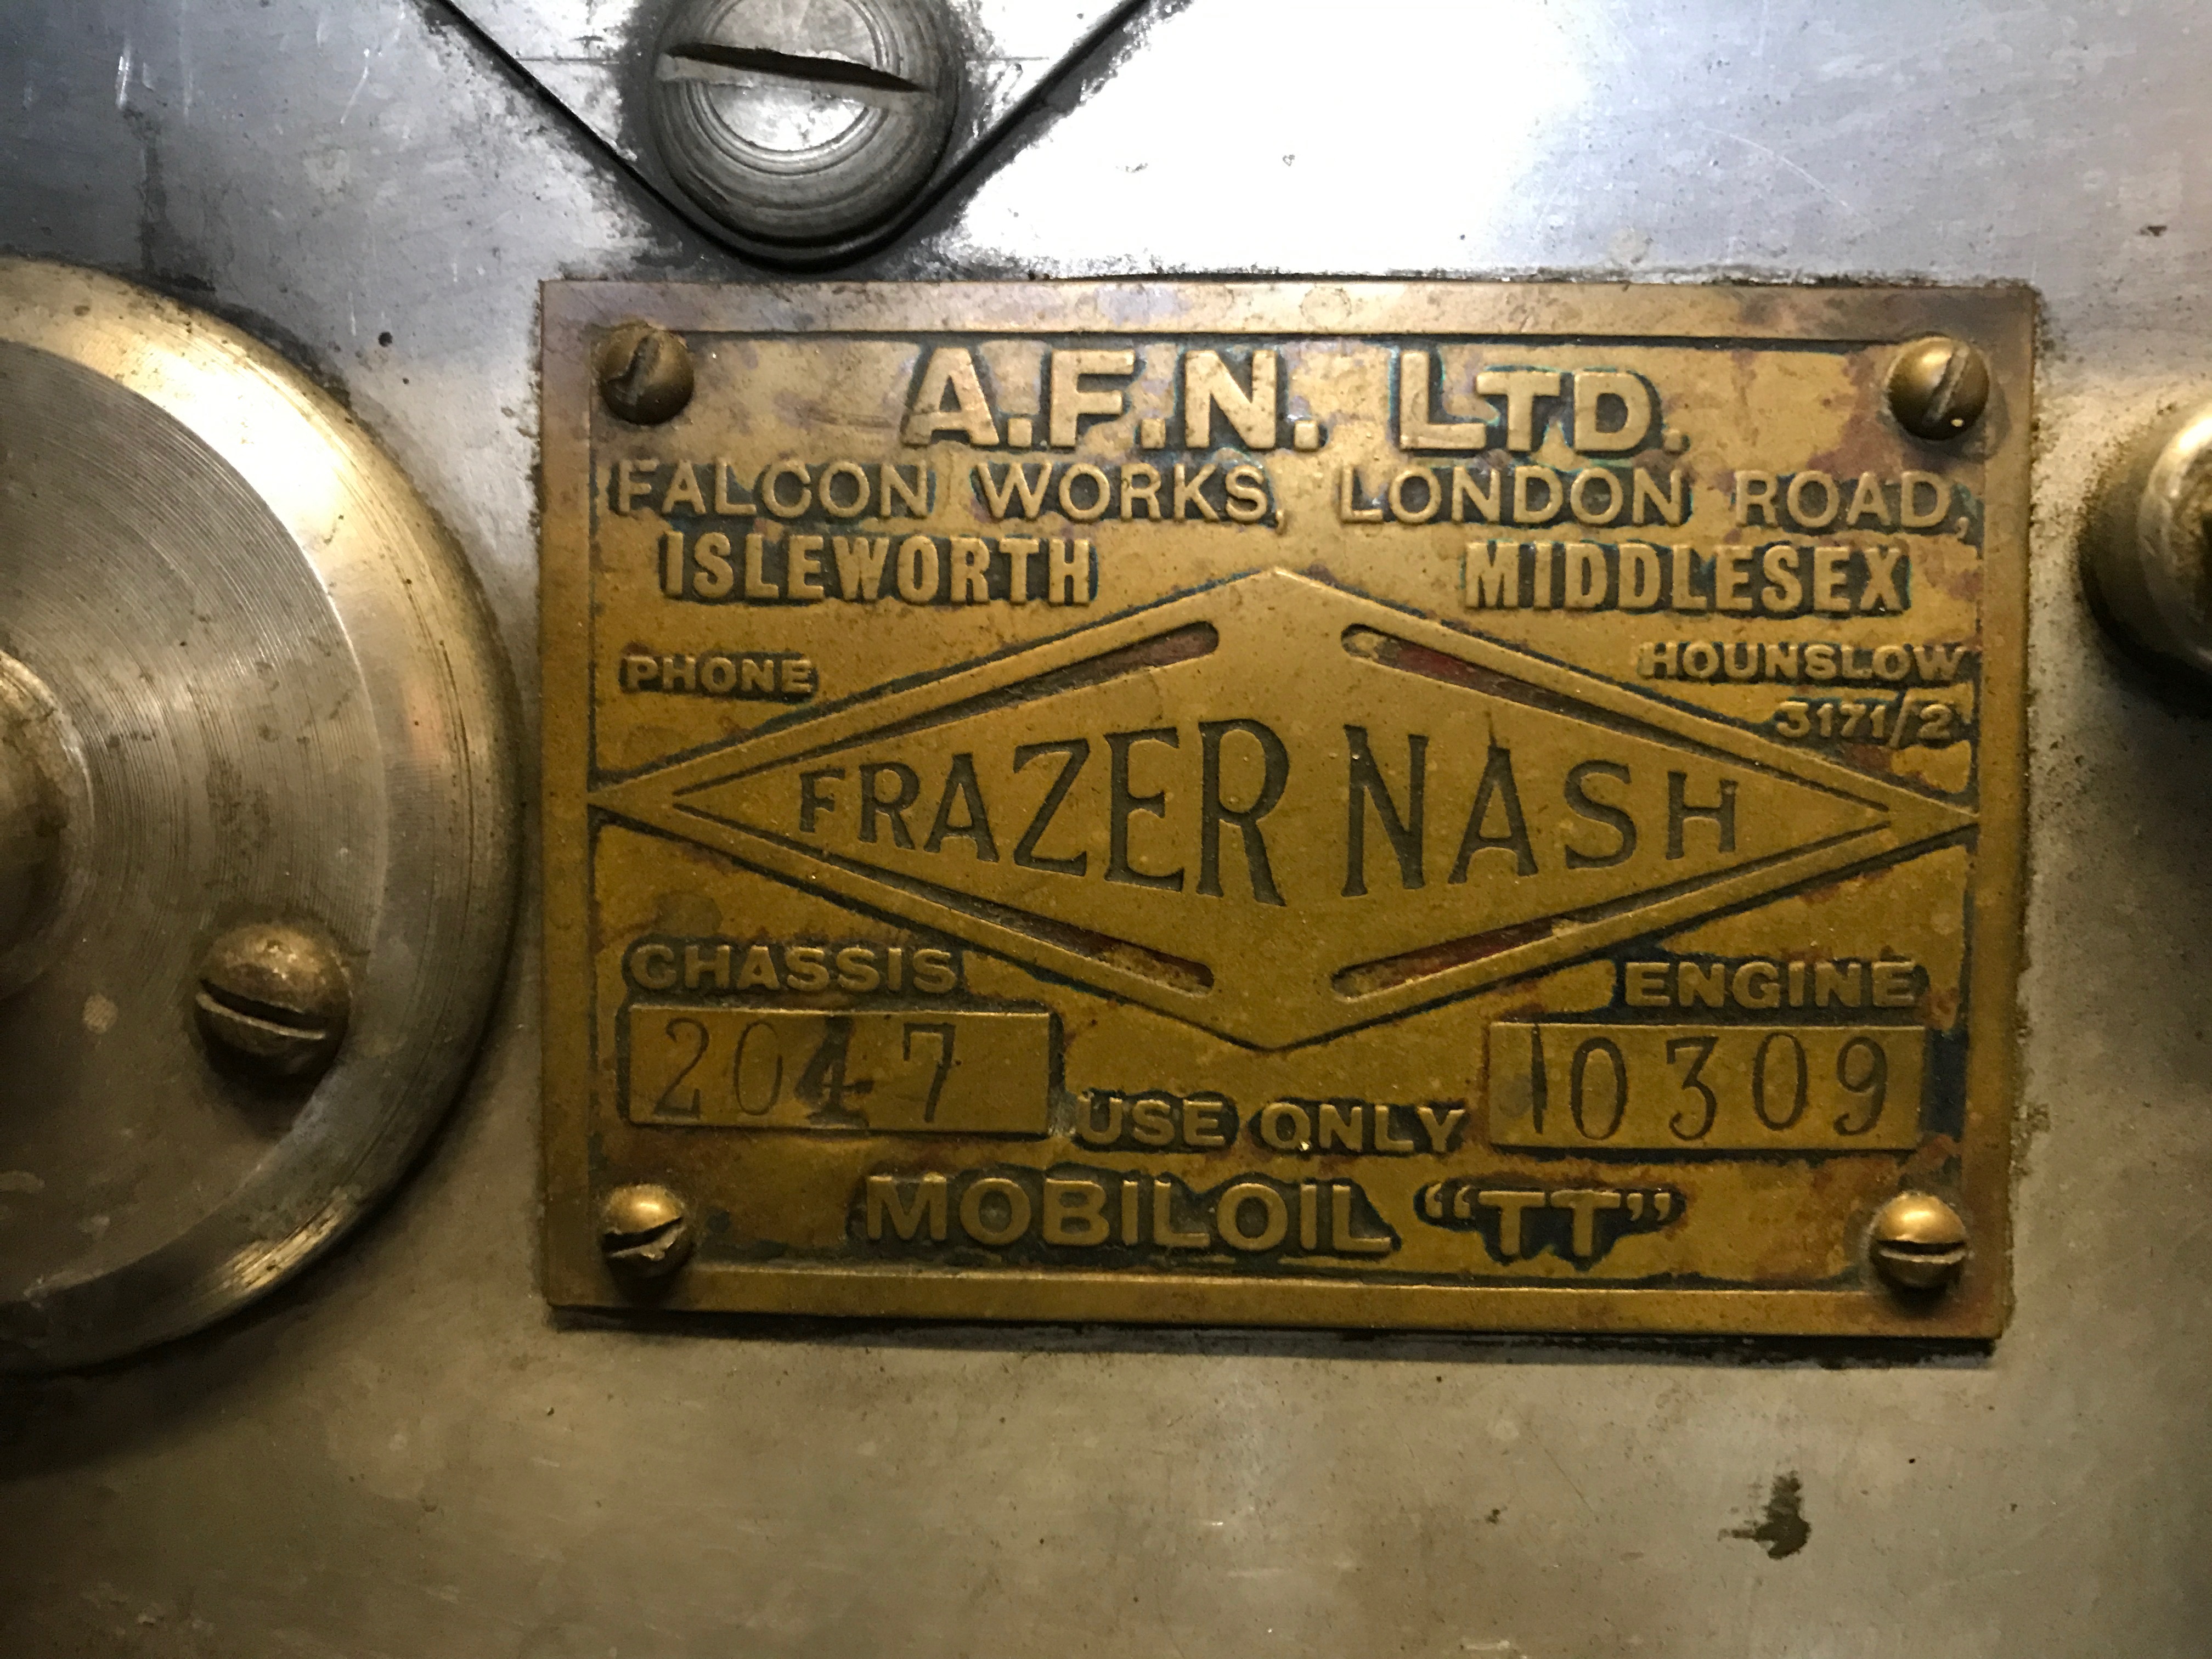 A.F.N. LTD.
FALCON WORKS, LONDON ROAD,
ISLEWORTH MIDDLESEX
PHONE HOUNSLOW
3171/2
FRAZER NASH
CHASSIS ENGINE
2047 10309
USE ONLY
MOBILOIL “TT”